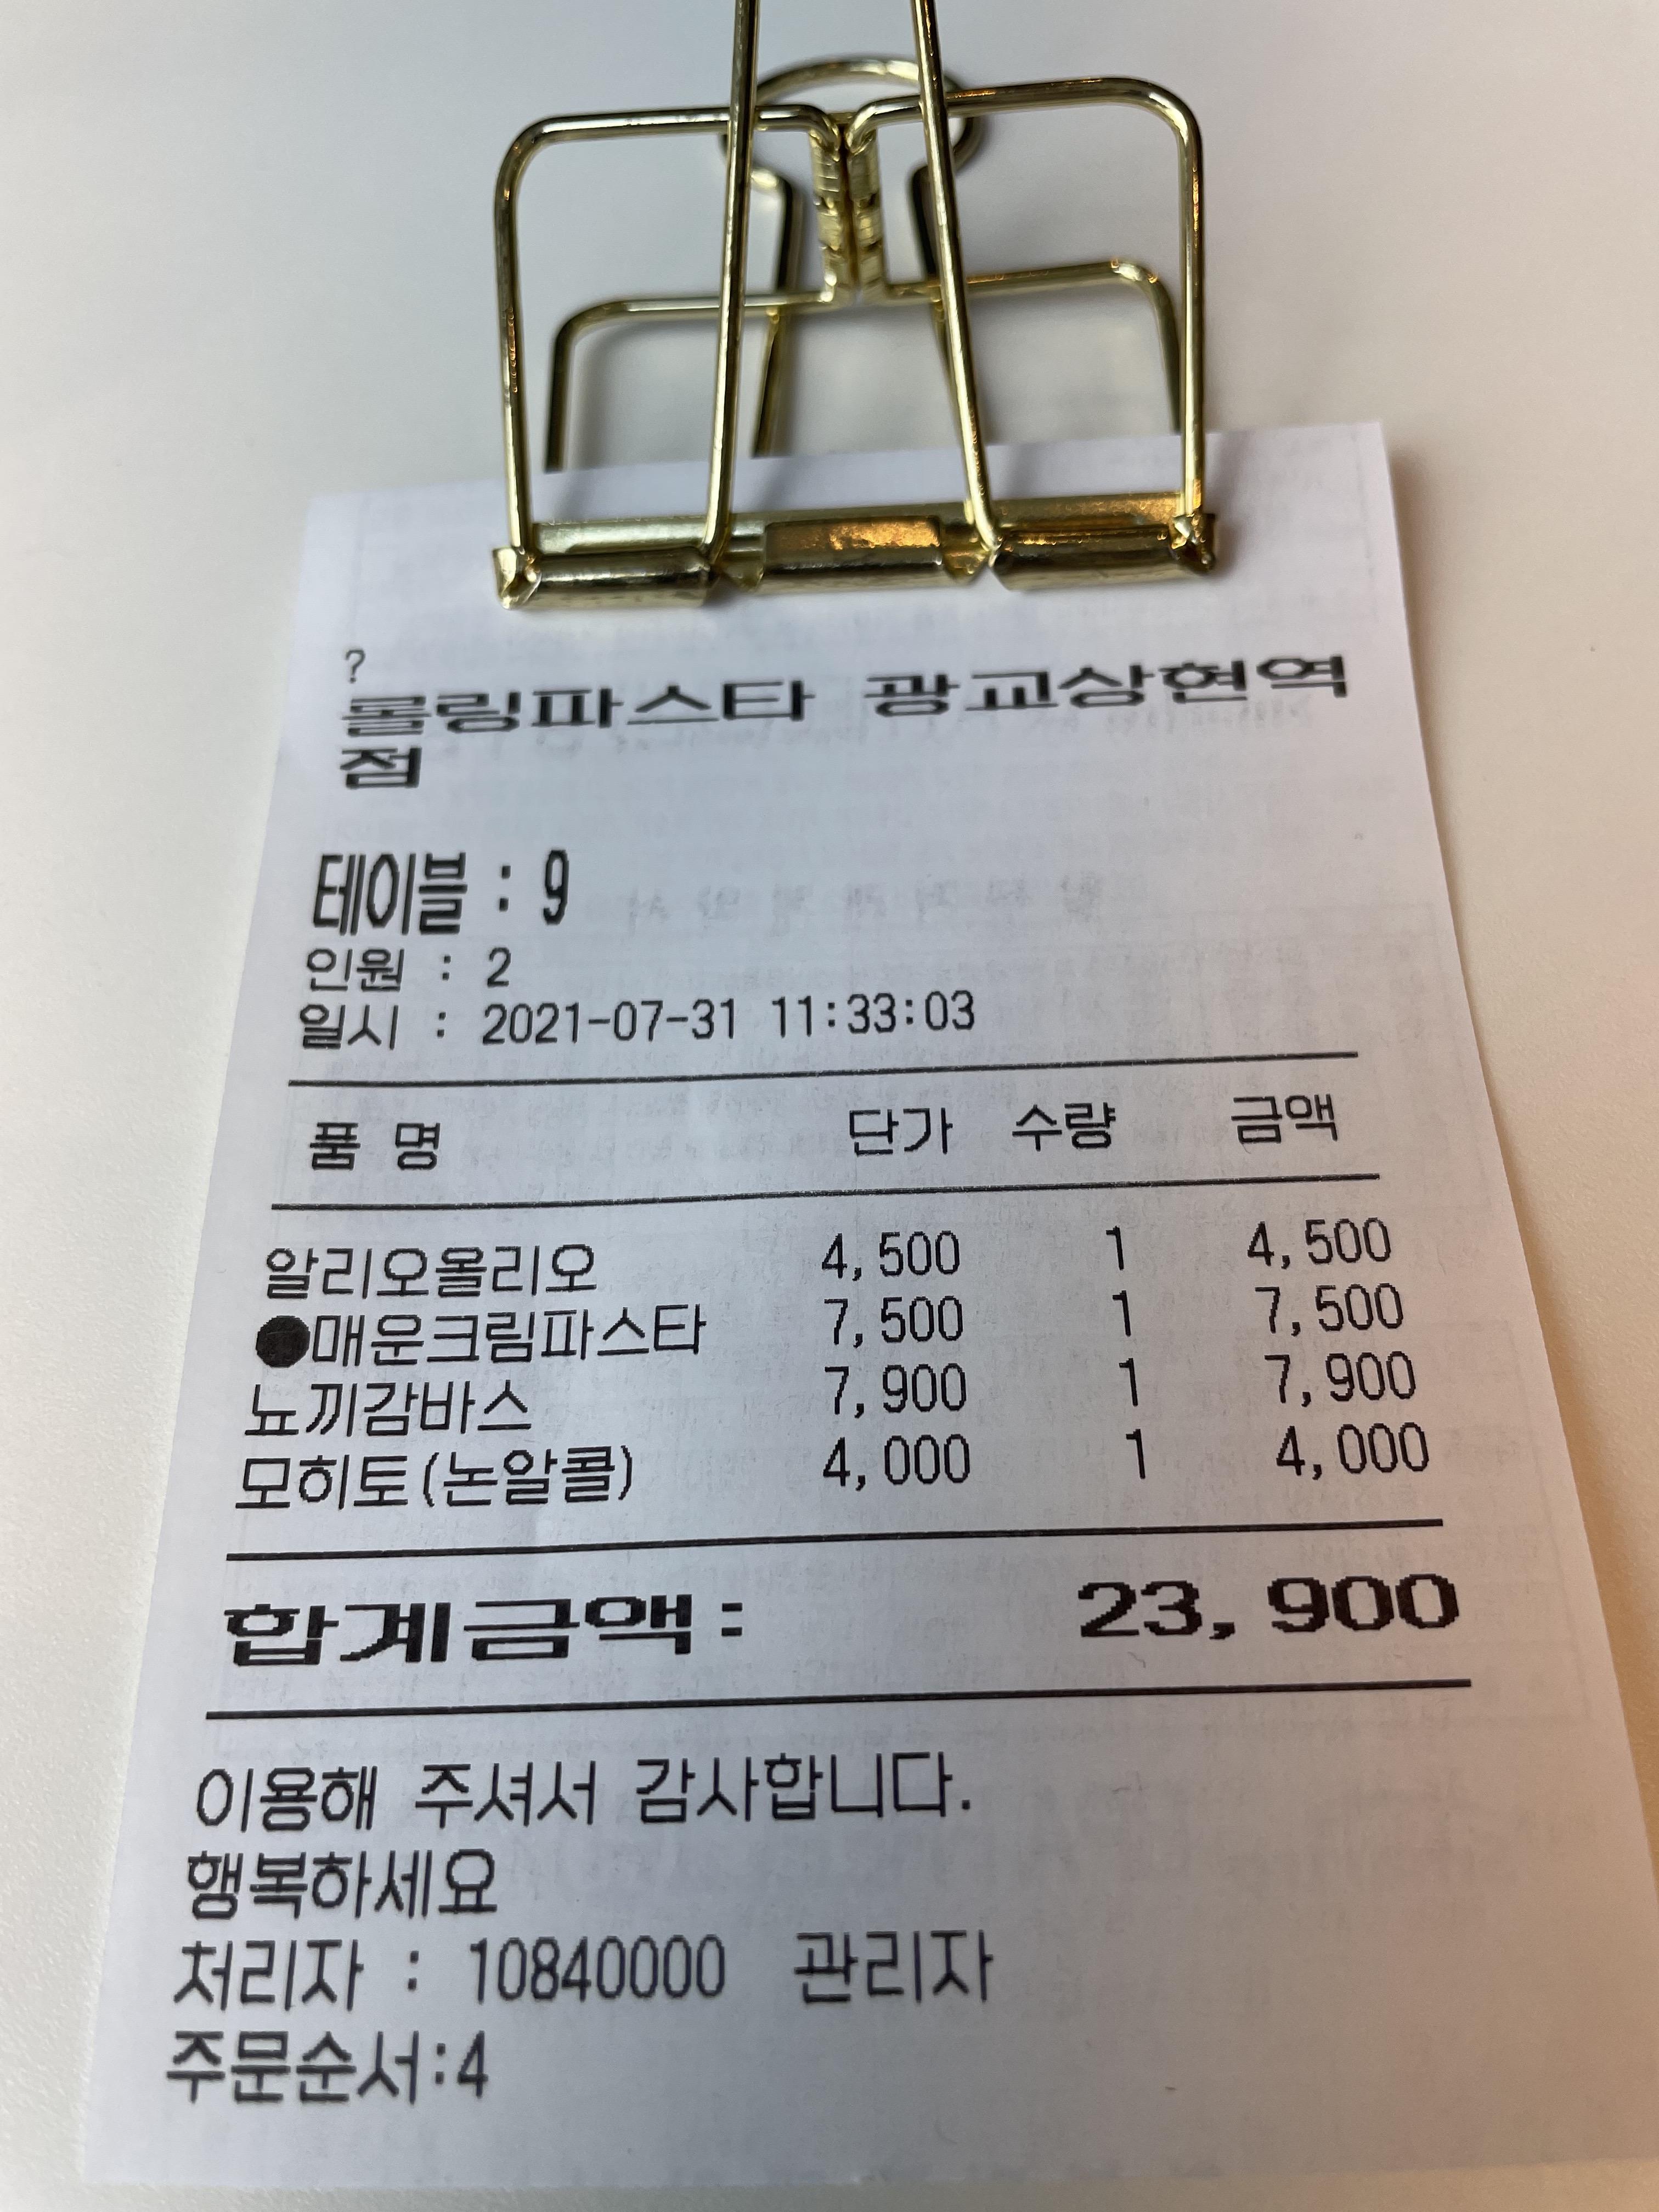 ?
롤링파스타 광교상현역
점
테이블 : 9
인원 : 2
일시 : 2021-07-31 11:33:03
품 명 단가 수량 금액
알리오올리오 4,500 1 4,500
●매운크림파스타 7,500 1 7,500
뇨끼감바스 7,900 1 7,900
모히토(논알콜) 4,000 1 4,000
합계금액: 23,900
이용해 주셔서 감사합니다.
행복하세요
처리자 : 10840000 관리자
주문순서:4